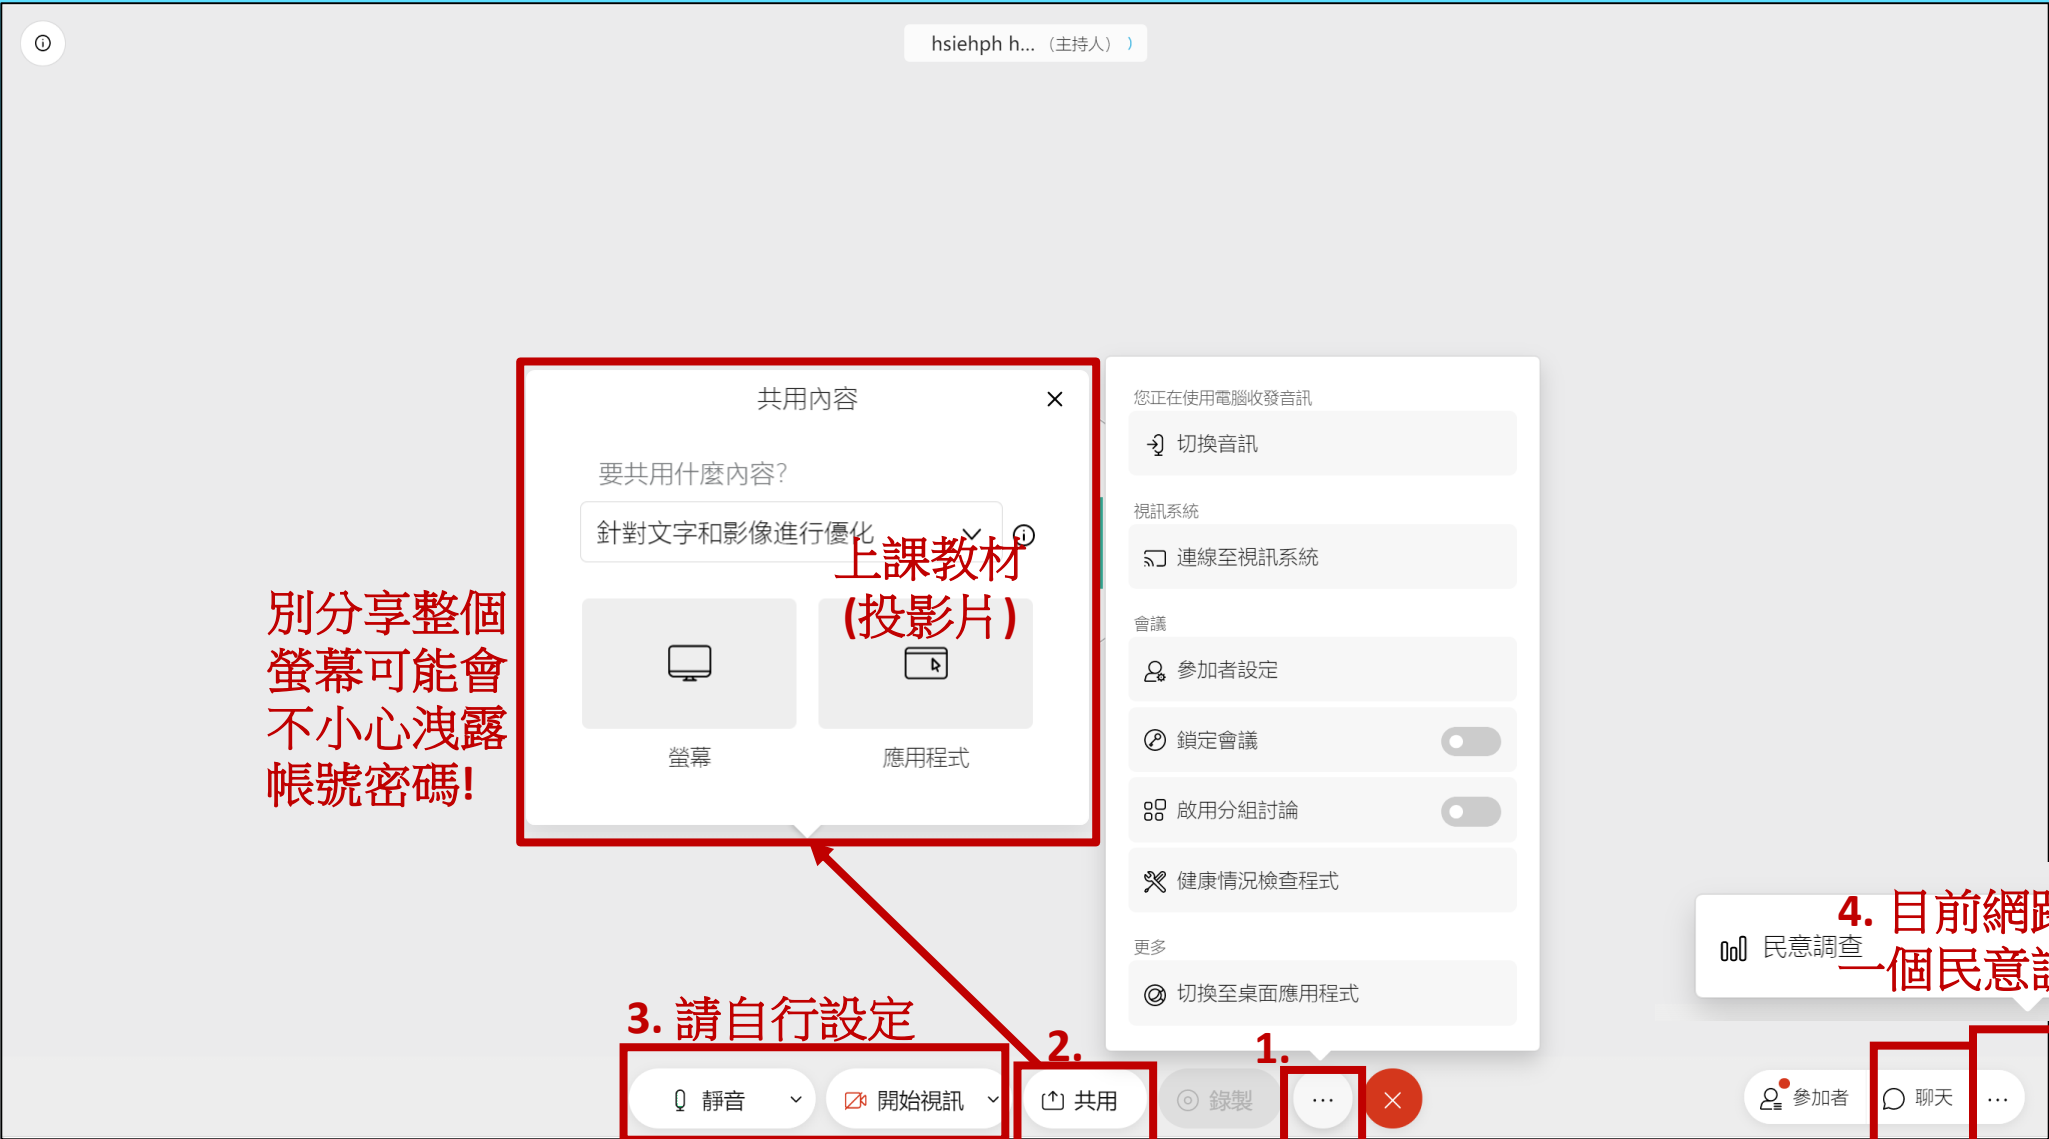 hsiehph h... (主持人)
共用內容
要共用什麼內容?
針對文字和影像進行優化
上課教材
(投影片)
螢幕
應用程式
別分享整個
螢幕可能會
不小心洩露
帳號密碼!
您正在使用電腦收發音訊
切換音訊
視訊系統
連線至視訊系統
會議
參加者設定
鎖定會議
啟用分組討論
健康情況檢查程式
更多
切換至桌面應用程式
4. 目前網
民意調查
一個民意
3. 請自行設定
2.
1.
靜音
開始視訊
共用
錄製
...
參加者
聊天
...